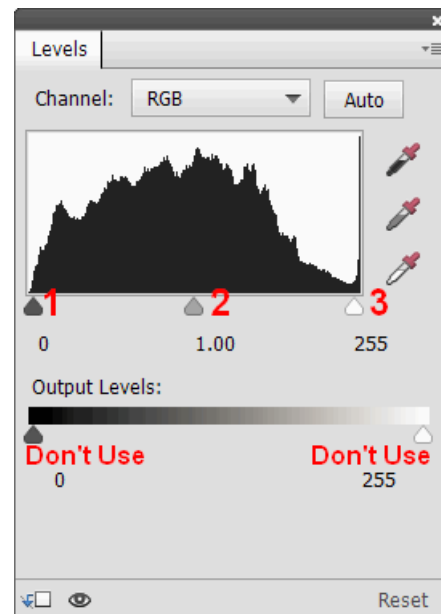 Levels
Channel: RGB Auto
1 2 3
0 1.00 255
Output Levels:
Don't Use Don't Use
0 255
Reset